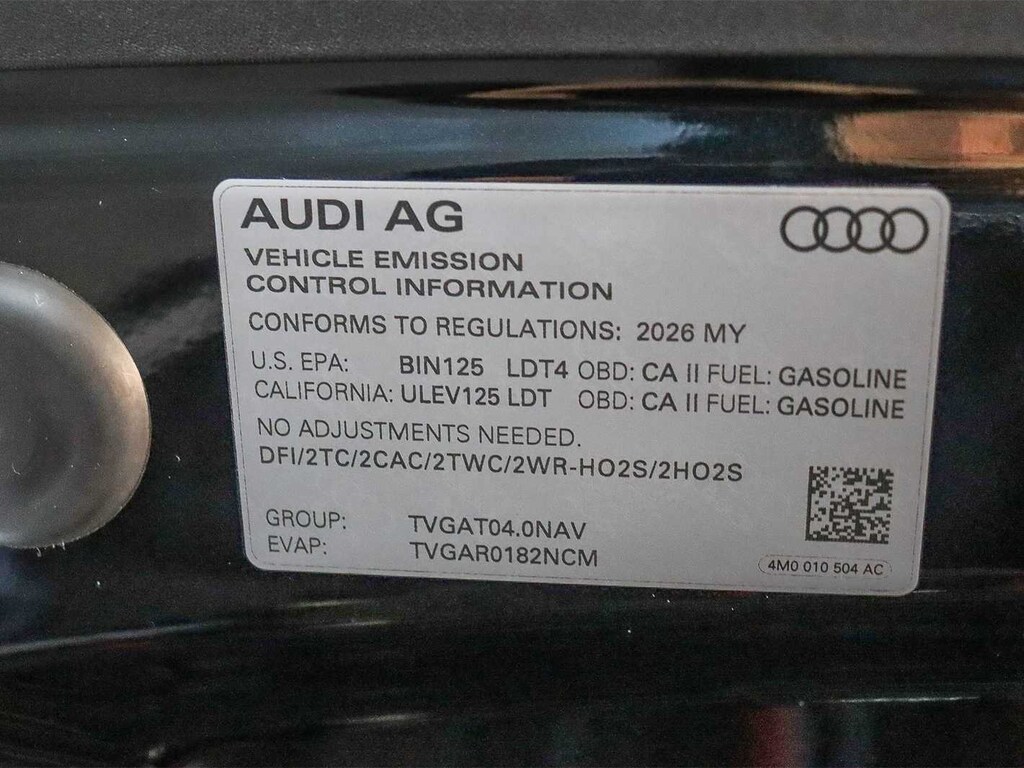 AUDI AG
VEHICLE EMISSION
CONTROL INFORMATION
CONFORMS TO REGULATIONS: 2026 MY
U.S. EPA: BIN125 LDT4 OBD: CA II FUEL: GASOLINE
CALIFORNIA: ULEV125 LDT OBD: CA II FUEL: GASOLINE
NO ADJUSTMENTS NEEDED.
DFI/2TC/2CAC/2TWC/2WR-HO2S/2HO2S
GROUP: TVGAT04.0NAV
EVAP: TVGAR0182NCM
4M0 010 504 AC